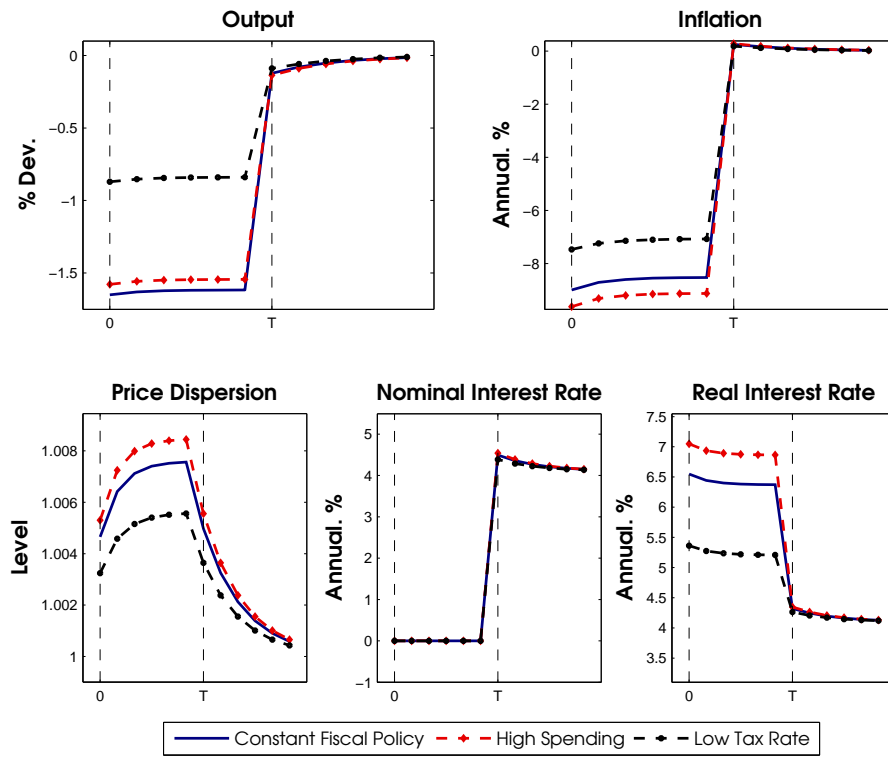 Output
% Dev.
0
-0.5
-1
-1.5
0
T
Inflation
Annual. %
0
-2
-4
-6
-8
0
T
Price Dispersion
Level
1.008
1.006
1.004
1.002
1
0
T
Nominal Interest Rate
Annual. %
5
4
3
2
1
0
-1
0
T
Real Interest Rate
Annual. %
7.5
7
6.5
6
5.5
5
4.5
4
3.5
0
T
Constant Fiscal Policy
High Spending
Low Tax Rate